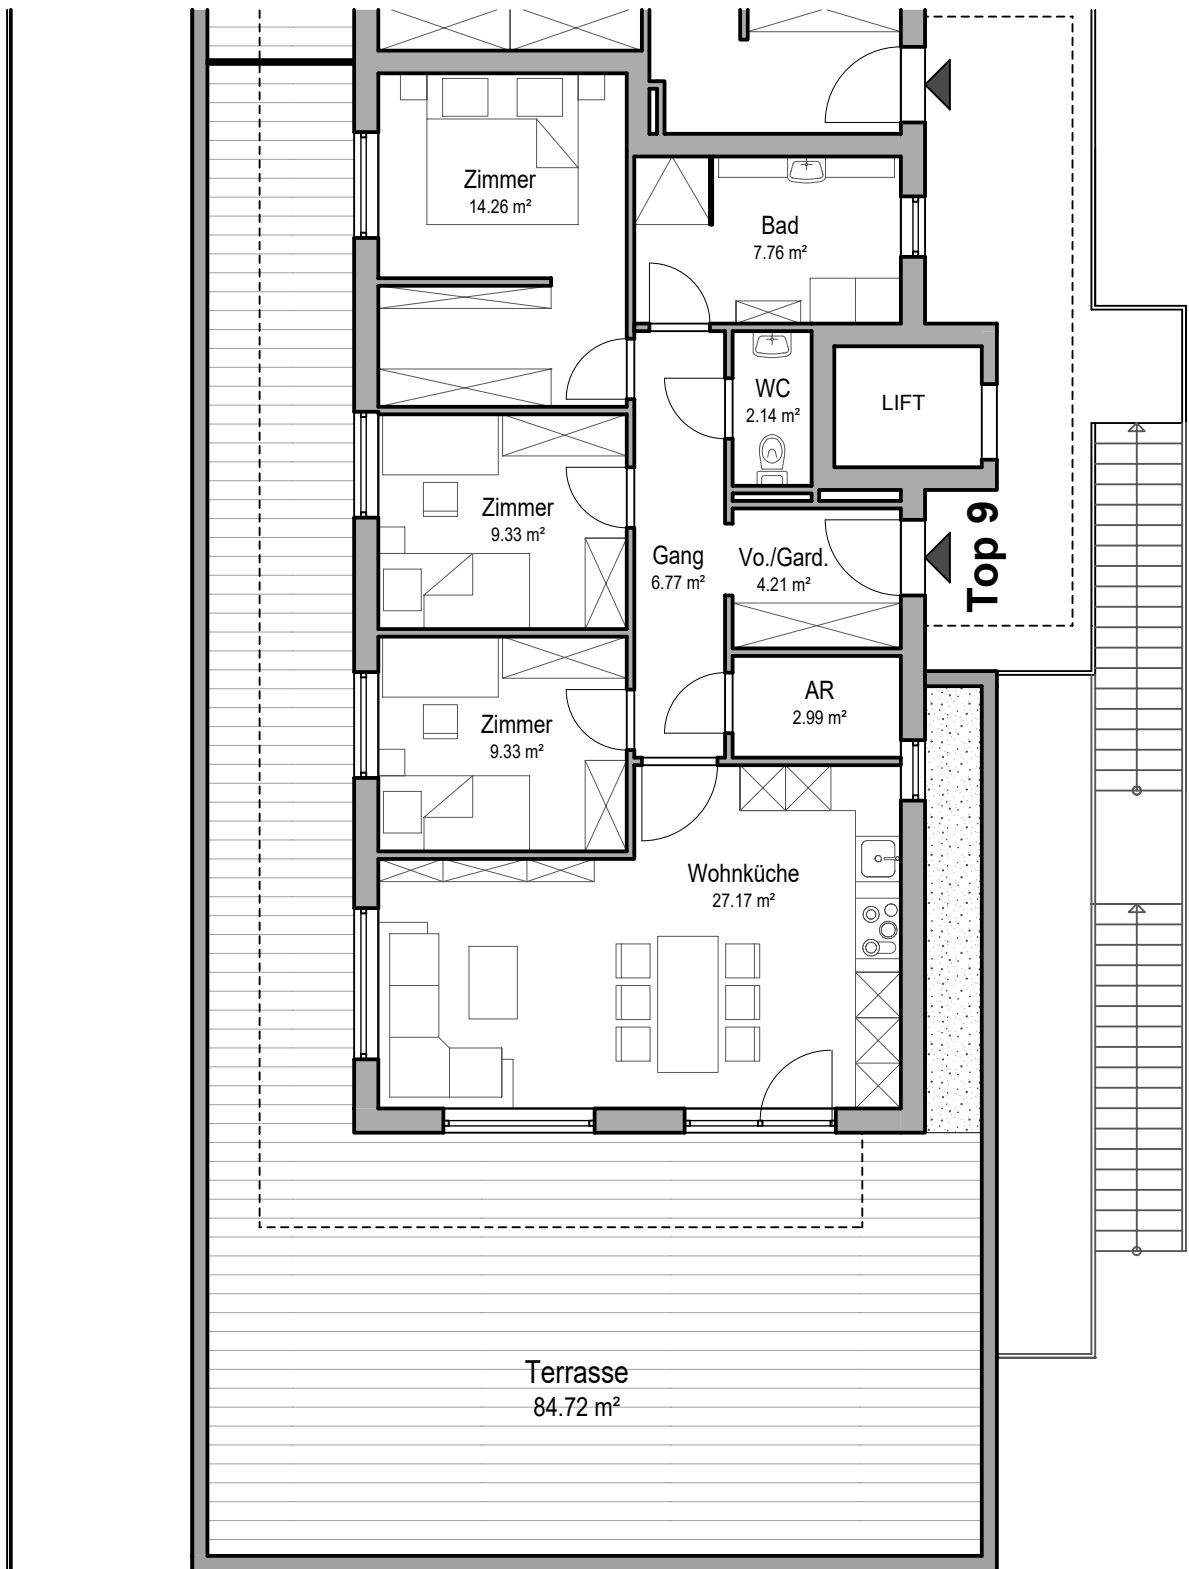 Zimmer
14.26 m²
Bad
7.76 m²
WC
2.14 m²
LIFT
Zimmer
9.33 m²
Gang
6.77 m²
Vo./Gard.
4.21 m²
Top 9
Zimmer
9.33 m²
AR
2.99 m²
Wohnküche
27.17 m²
Terrasse
84.72 m²